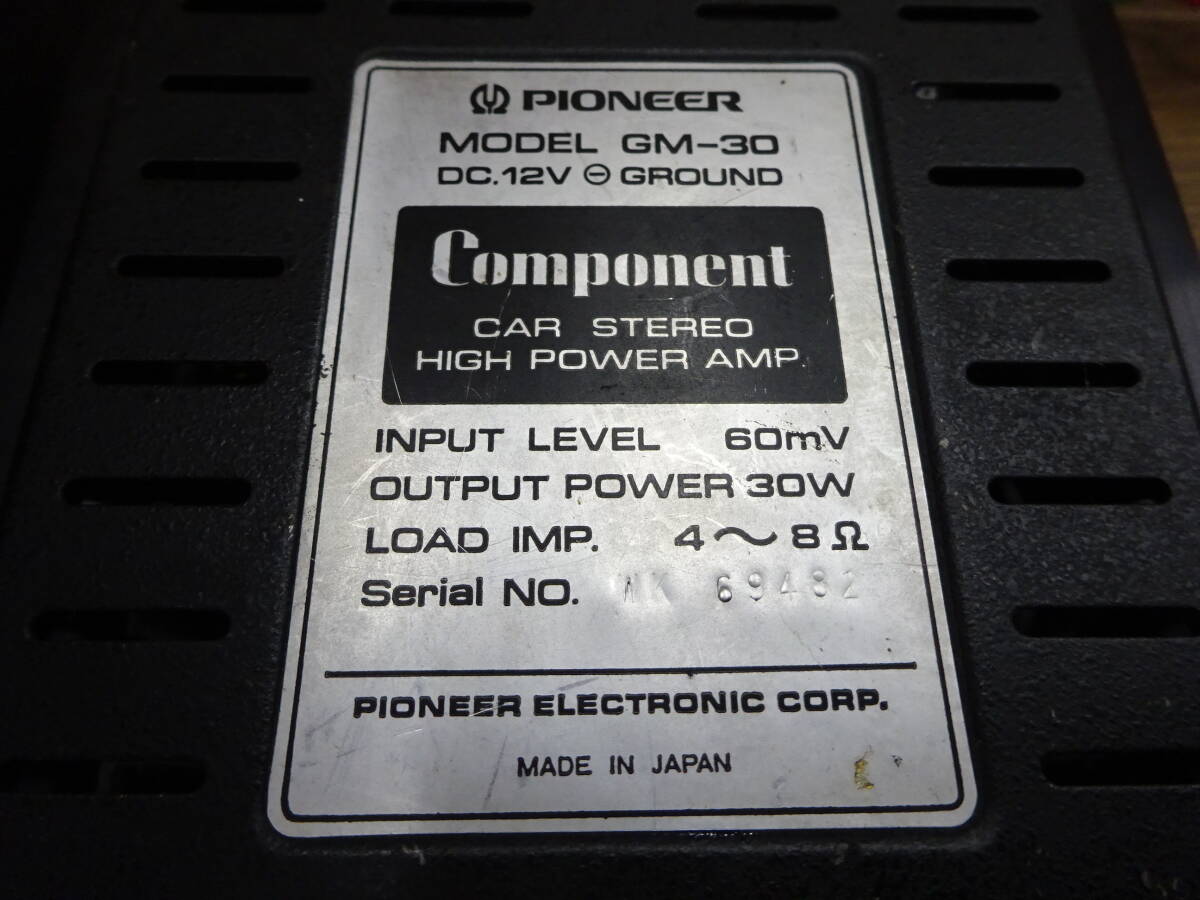 PIONEER
MODEL GM-30
DC.12V ⊖ GROUND
Component
CAR STEREO
HIGH POWER AMP.
INPUT LEVEL 60mV
OUTPUT POWER 30W
LOAD IMP. 4～8Ω
Serial NO. WK 69482
PIONEER ELECTRONIC CORP.
MADE IN JAPAN